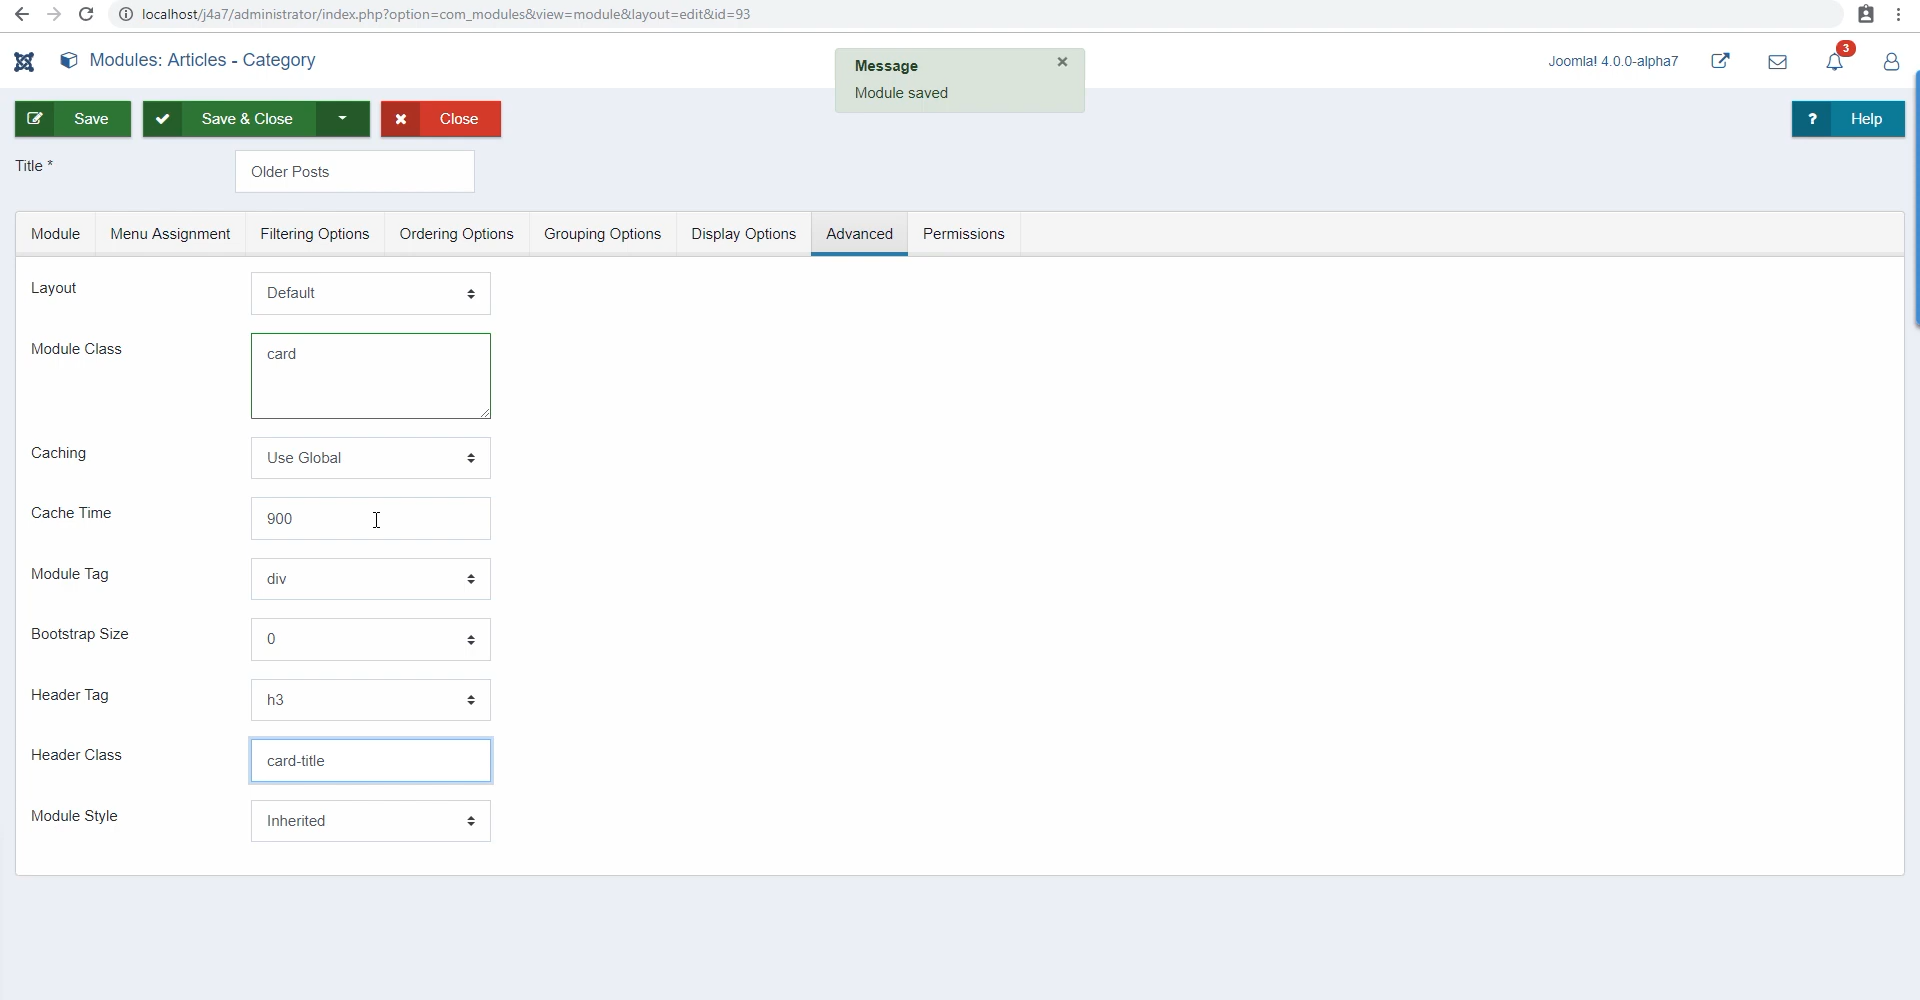 localhost/j4a7/administrator/index.php?option=com_modules&view=module&layout=edit&id=93
Modules: Articles - Category
Message
Module saved
Joomla! 4.0.0-alpha7
3
Save
Save & Close
Close
? Help
Title *
Older Posts
Module
Menu Assignment
Filtering Options
Ordering Options
Grouping Options
Display Options
Advanced
Permissions
Layout
Default
Module Class
card
Caching
Use Global
Cache Time
900
Module Tag
div
Bootstrap Size
0
Header Tag
h3
Header Class
card-title
Module Style
Inherited